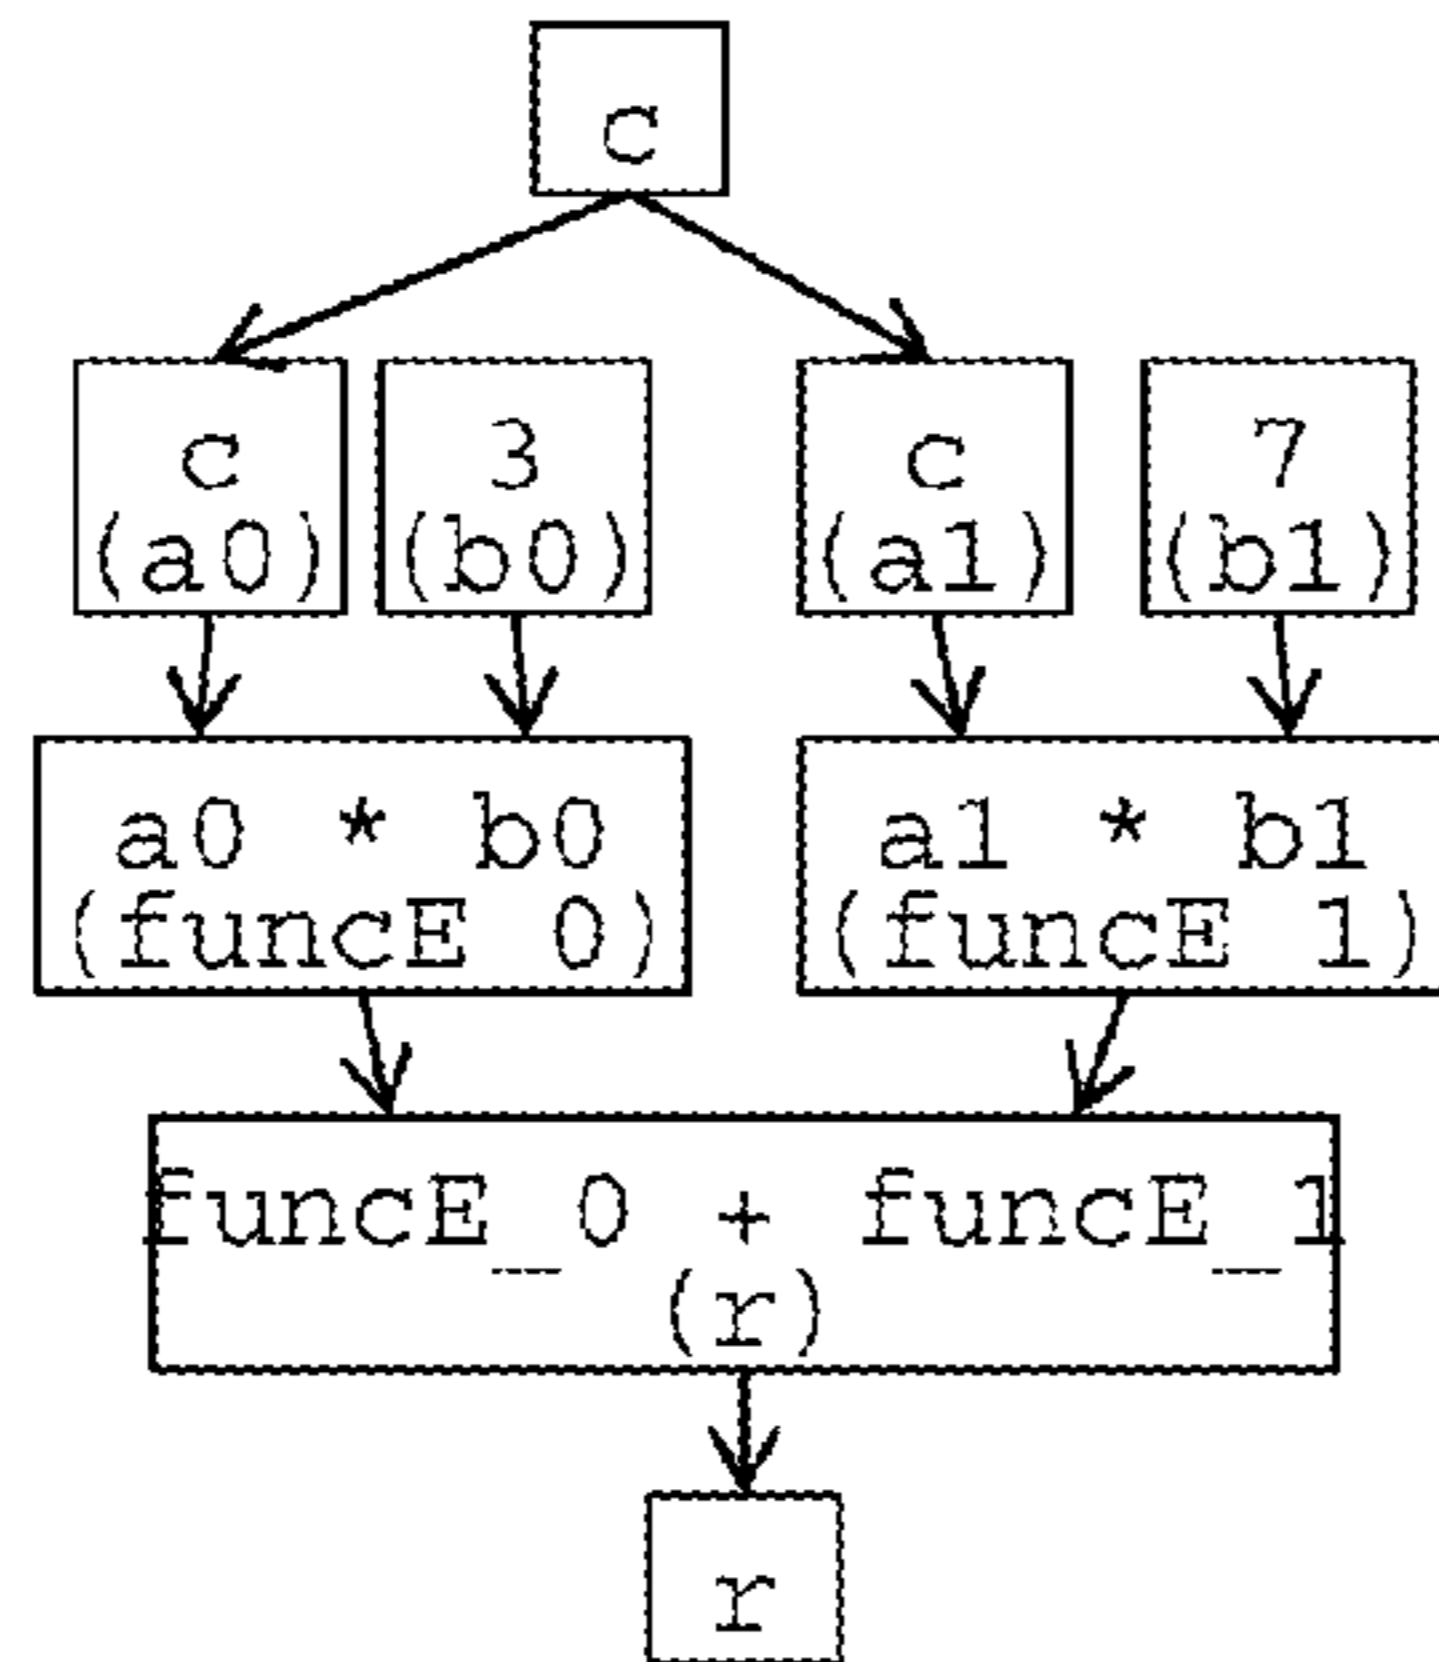 c
c
(a0)
3
(b0)
c
(a1)
7
(b1)
a0 * b0
(funcE 0)
a1 * b1
(funcE 1)
funcE_0 + funcE_1
(r)
r